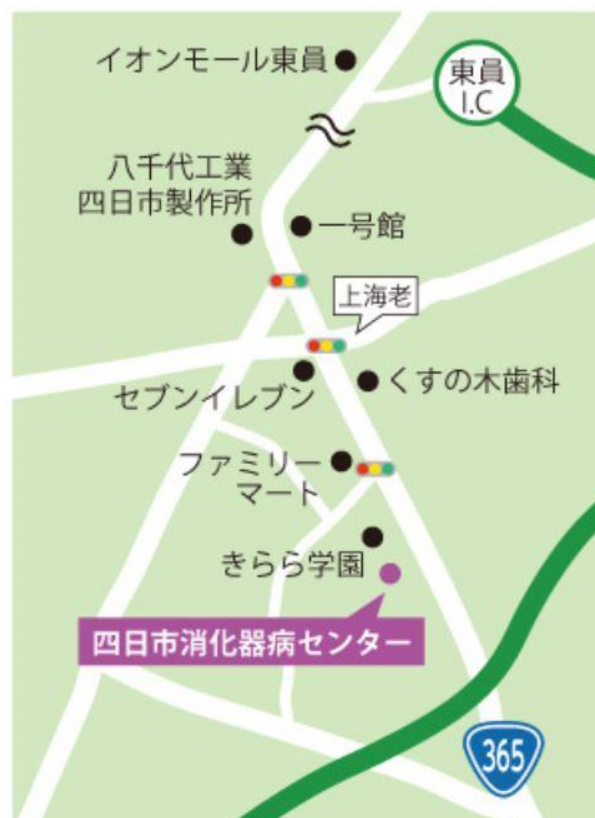 イオンモール東員
東員
I.C
八千代工業
四日市製作所
一号館
上海老
セブンイレブン
くすの木歯科
ファミリー
マート
きらら学園
四日市消化器病センター
365